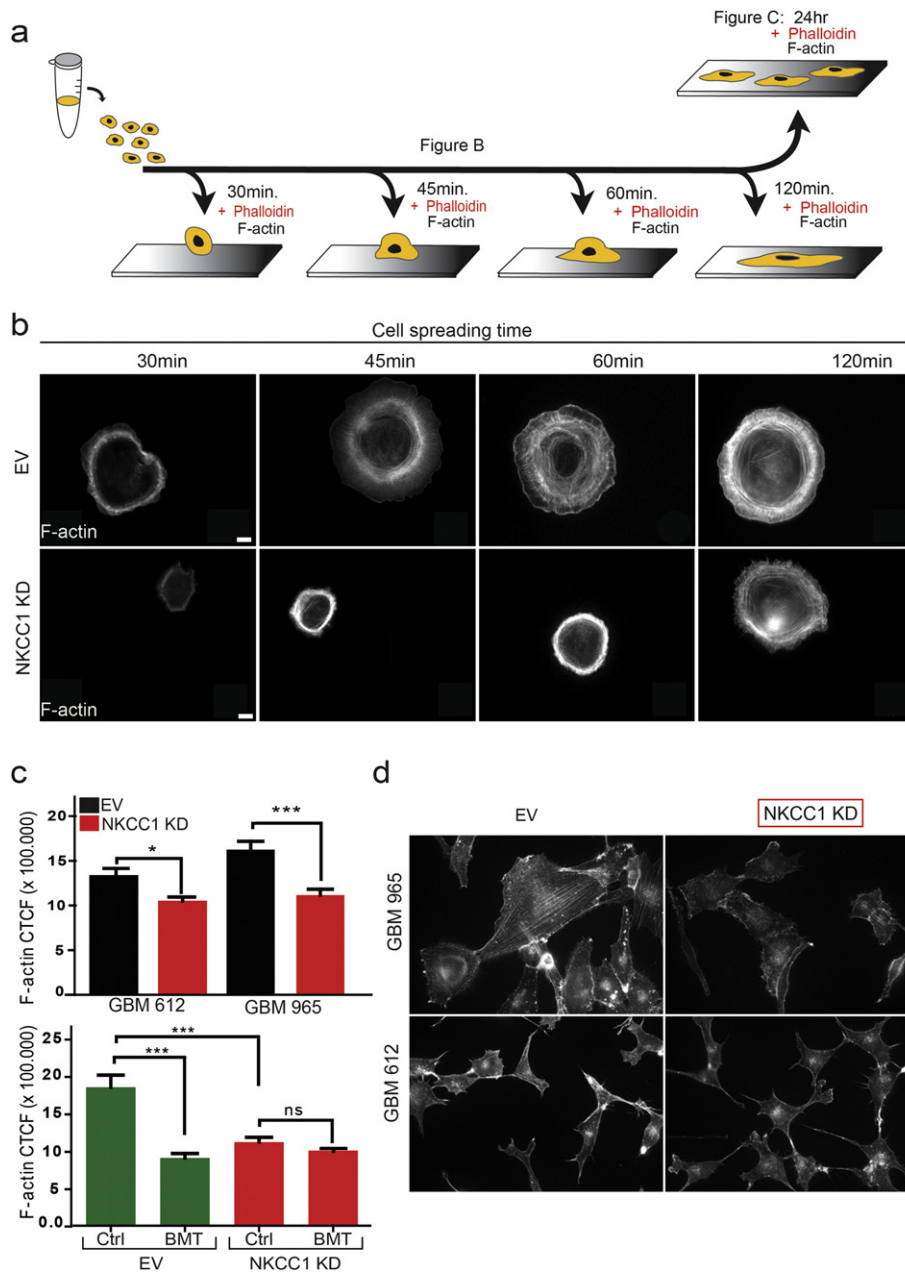 a
Figure C: 24hr
+ Phalloidin
F-actin
Figure B
30min.
+ Phalloidin
F-actin
45min.
+ Phalloidin
F-actin
60min.
+ Phalloidin
F-actin
120min.
+ Phalloidin
F-actin
b
Cell spreading time
30min 45min 60min 120min
EV
F-actin
NKCC1 KD
F-actin
c
F-actin CTCF (x 100.000)
20
15
10
5
0
EV
NKCC1 KD
*
***
GBM 612 GBM 965
F-actin CTCF (x 100.000)
25
20
15
10
5
0.0
***
***
ns
Ctrl BMT Ctrl BMT
EV NKCC1 KD
d
EV NKCC1 KD
GBM 965
GBM 612